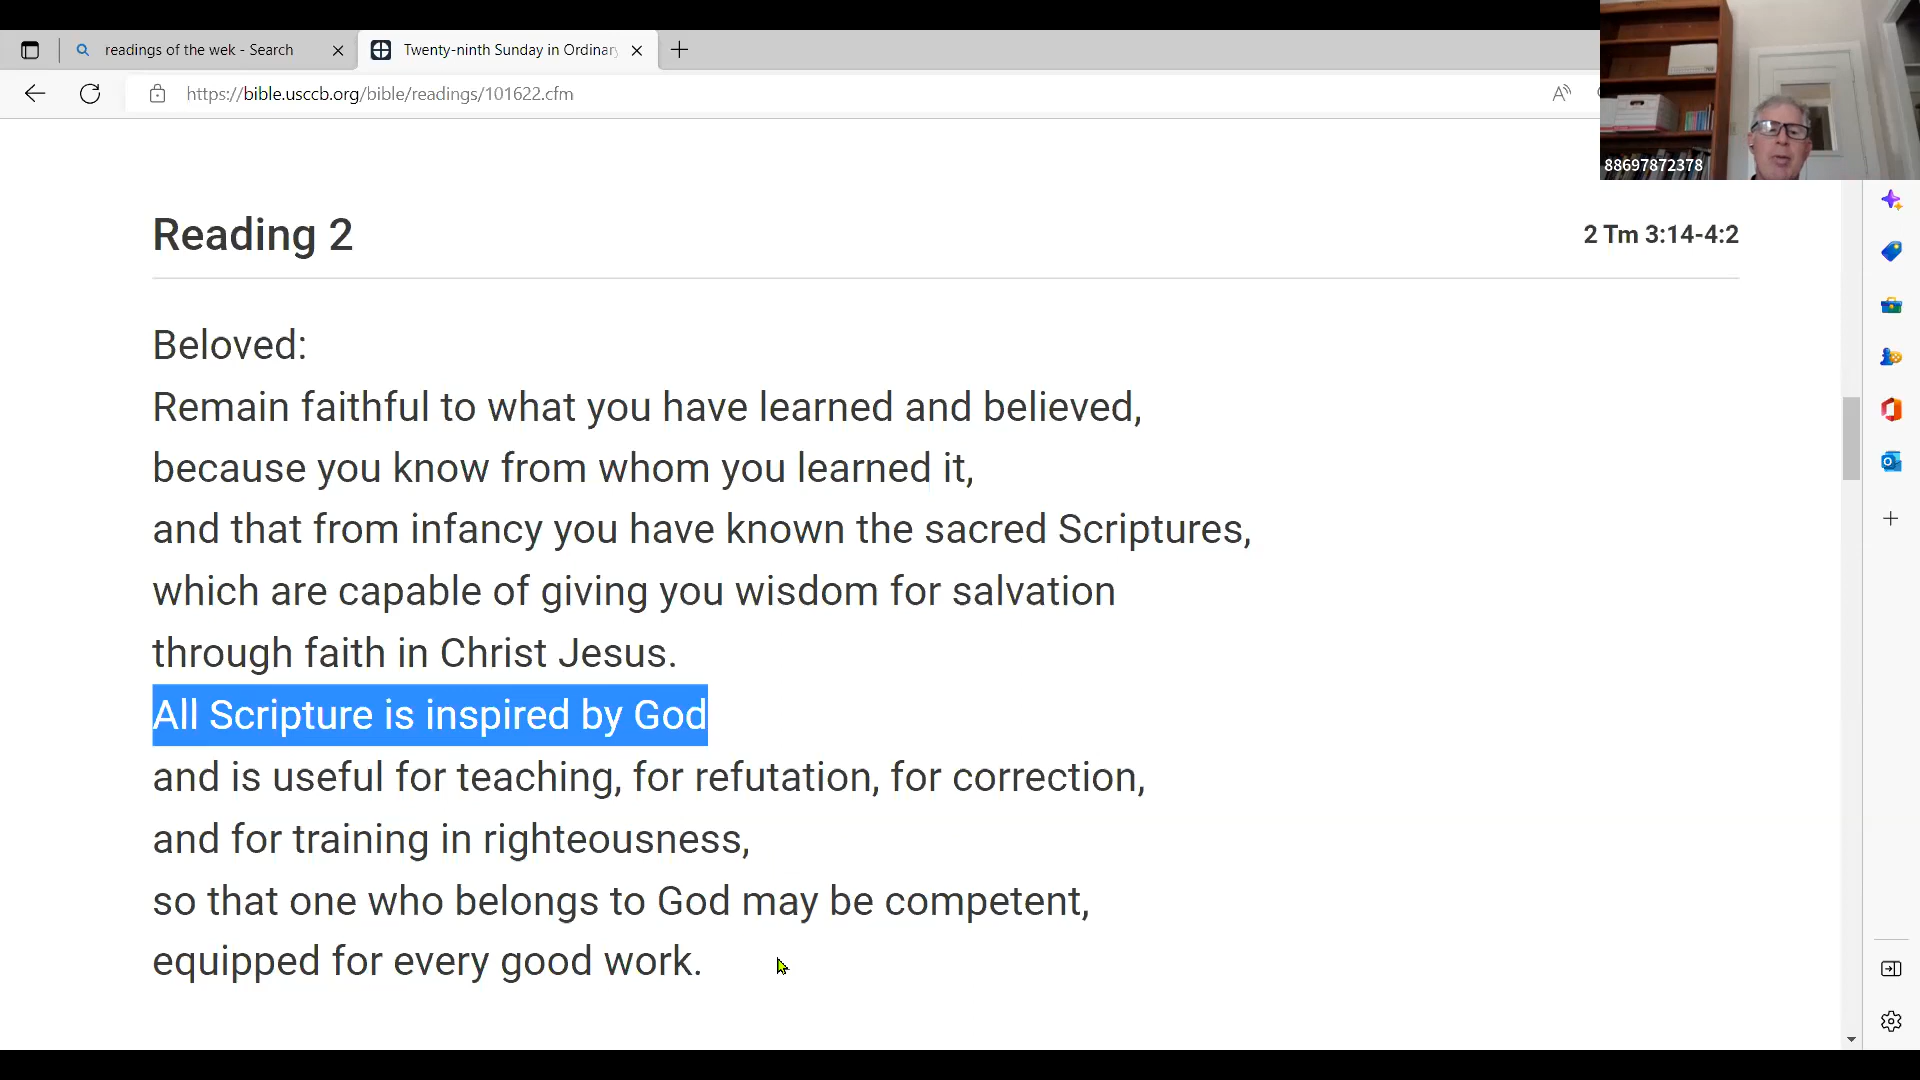 readings of the wek - Search
Twenty-ninth Sunday in Ordinar
https://bible.usccb.org/bible/readings/101622.cfm
88697872378
Reading 2
2 Tm 3:14-4:2
Beloved:
Remain faithful to what you have learned and believed,
because you know from whom you learned it,
and that from infancy you have known the sacred Scriptures,
which are capable of giving you wisdom for salvation
through faith in Christ Jesus.
All Scripture is inspired by God
and is useful for teaching, for refutation, for correction,
and for training in righteousness,
so that one who belongs to God may be competent,
equipped for every good work.